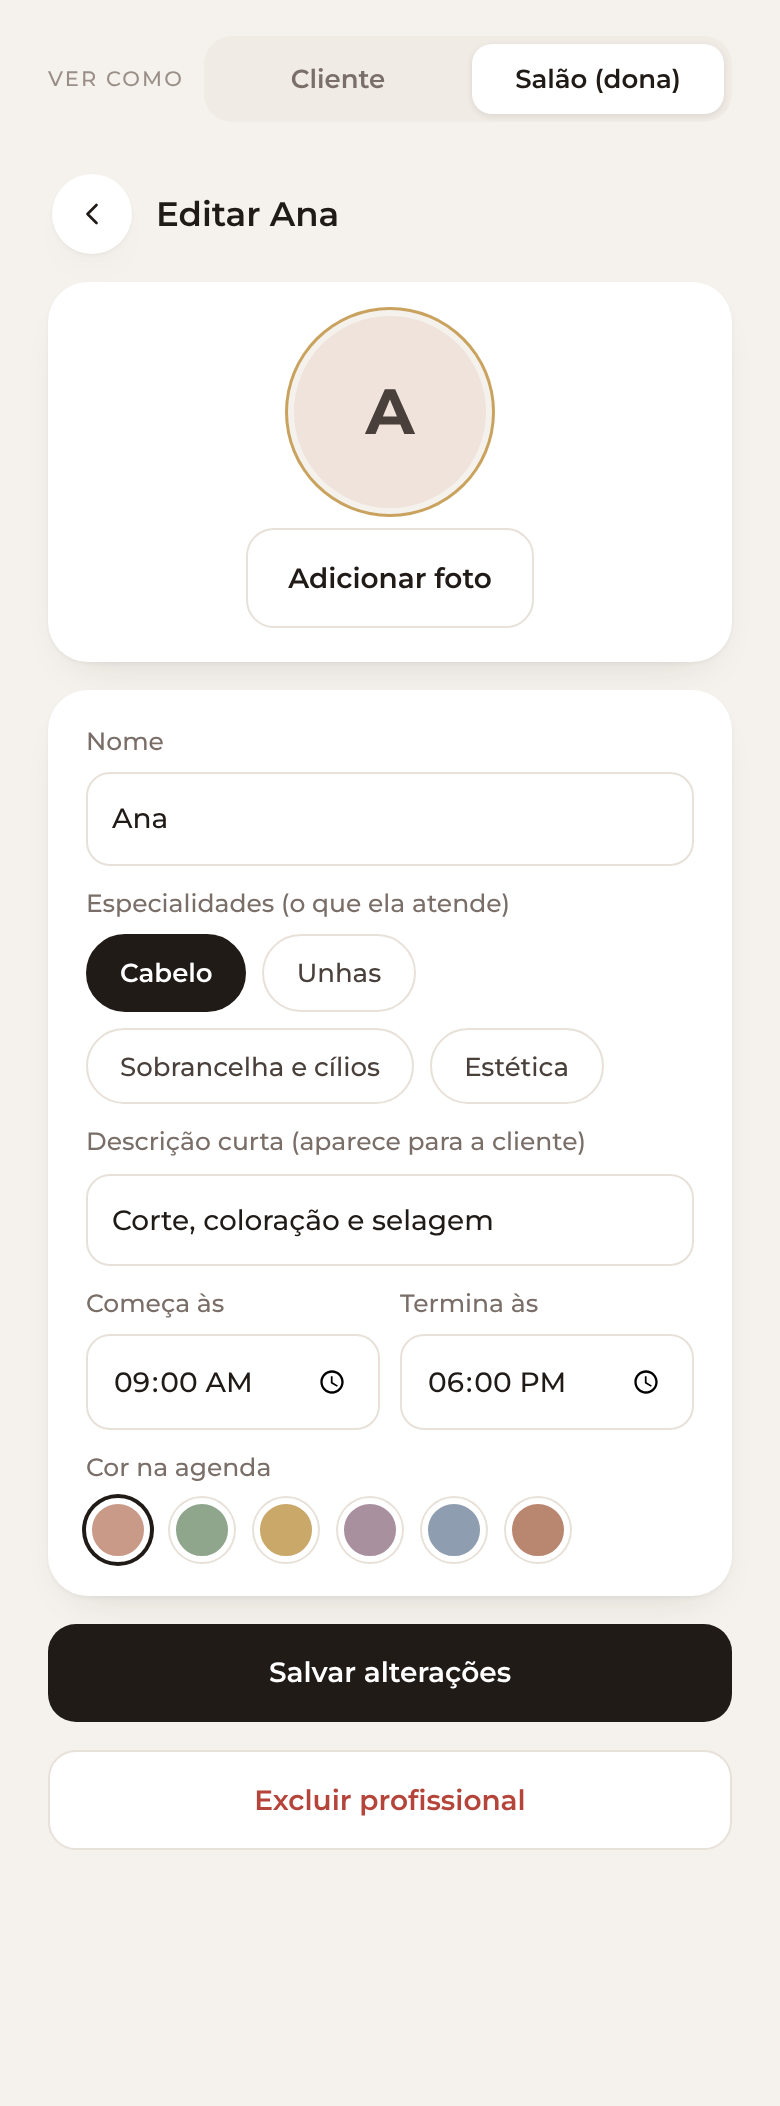 VER COMO
Cliente
Salão (dona)
Editar Ana
A
Adicionar foto
Nome
Ana
Especialidades (o que ela atende)
Cabelo
Unhas
Sobrancelha e cílios
Estética
Descrição curta (aparece para a cliente)
Corte, coloração e selagem
Começa às
Termina às
09:00 AM
06:00 PM
Cor na agenda
Salvar alterações
Excluir profissional